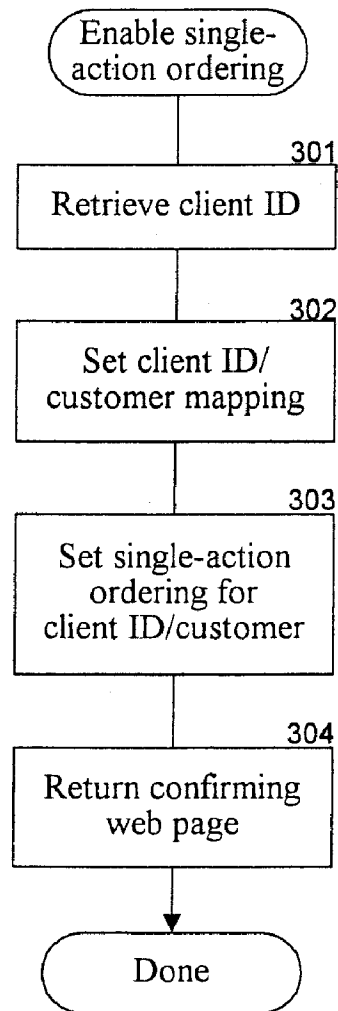 Enable single-
action ordering
301
Retrieve client ID
302
Set client ID/
customer mapping
303
Set single-action
ordering for
client ID/customer
304
Return confirming
web page
Done